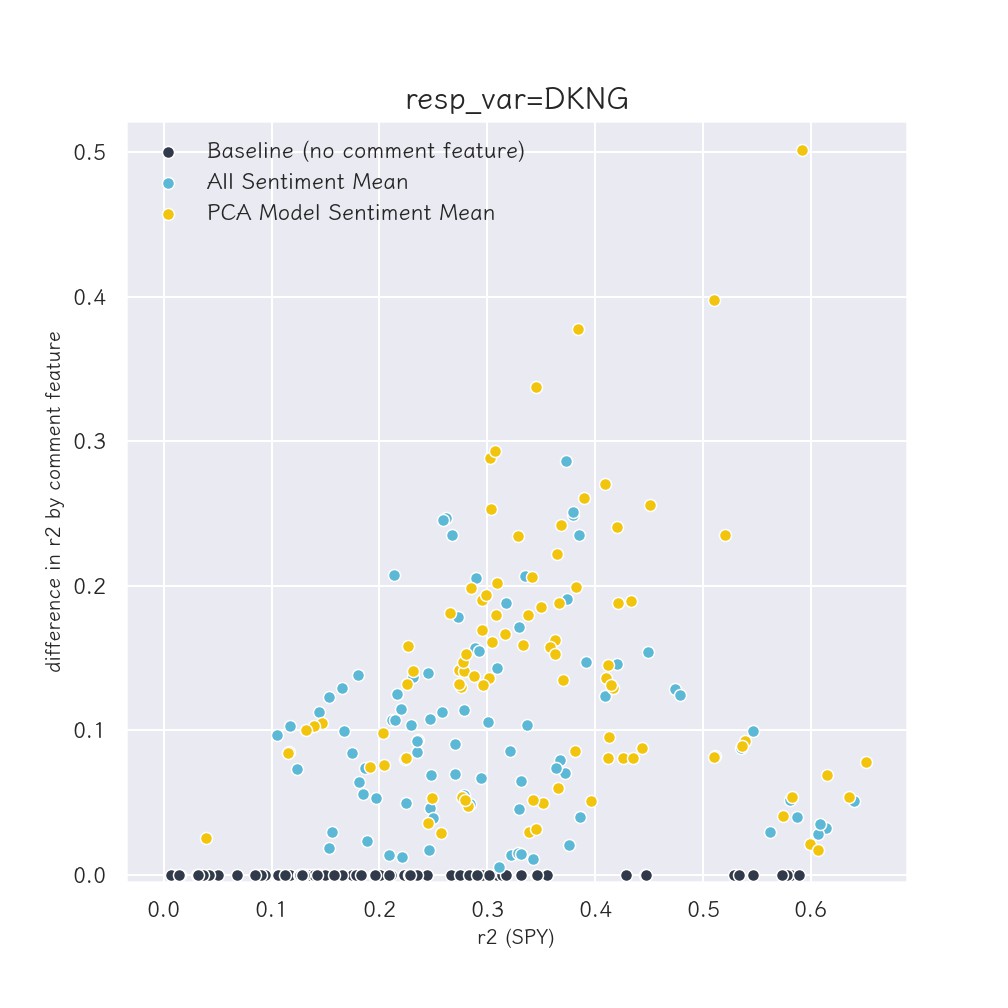 resp_var=DKNG
Baseline (no comment feature)
All Sentiment Mean
PCA Model Sentiment Mean
difference in r2 by comment feature
0.5
0.4
0.3
0.2
0.1
0.0
0.0 0.1 0.2 0.3 0.4 0.5 0.6
r2 (SPY)